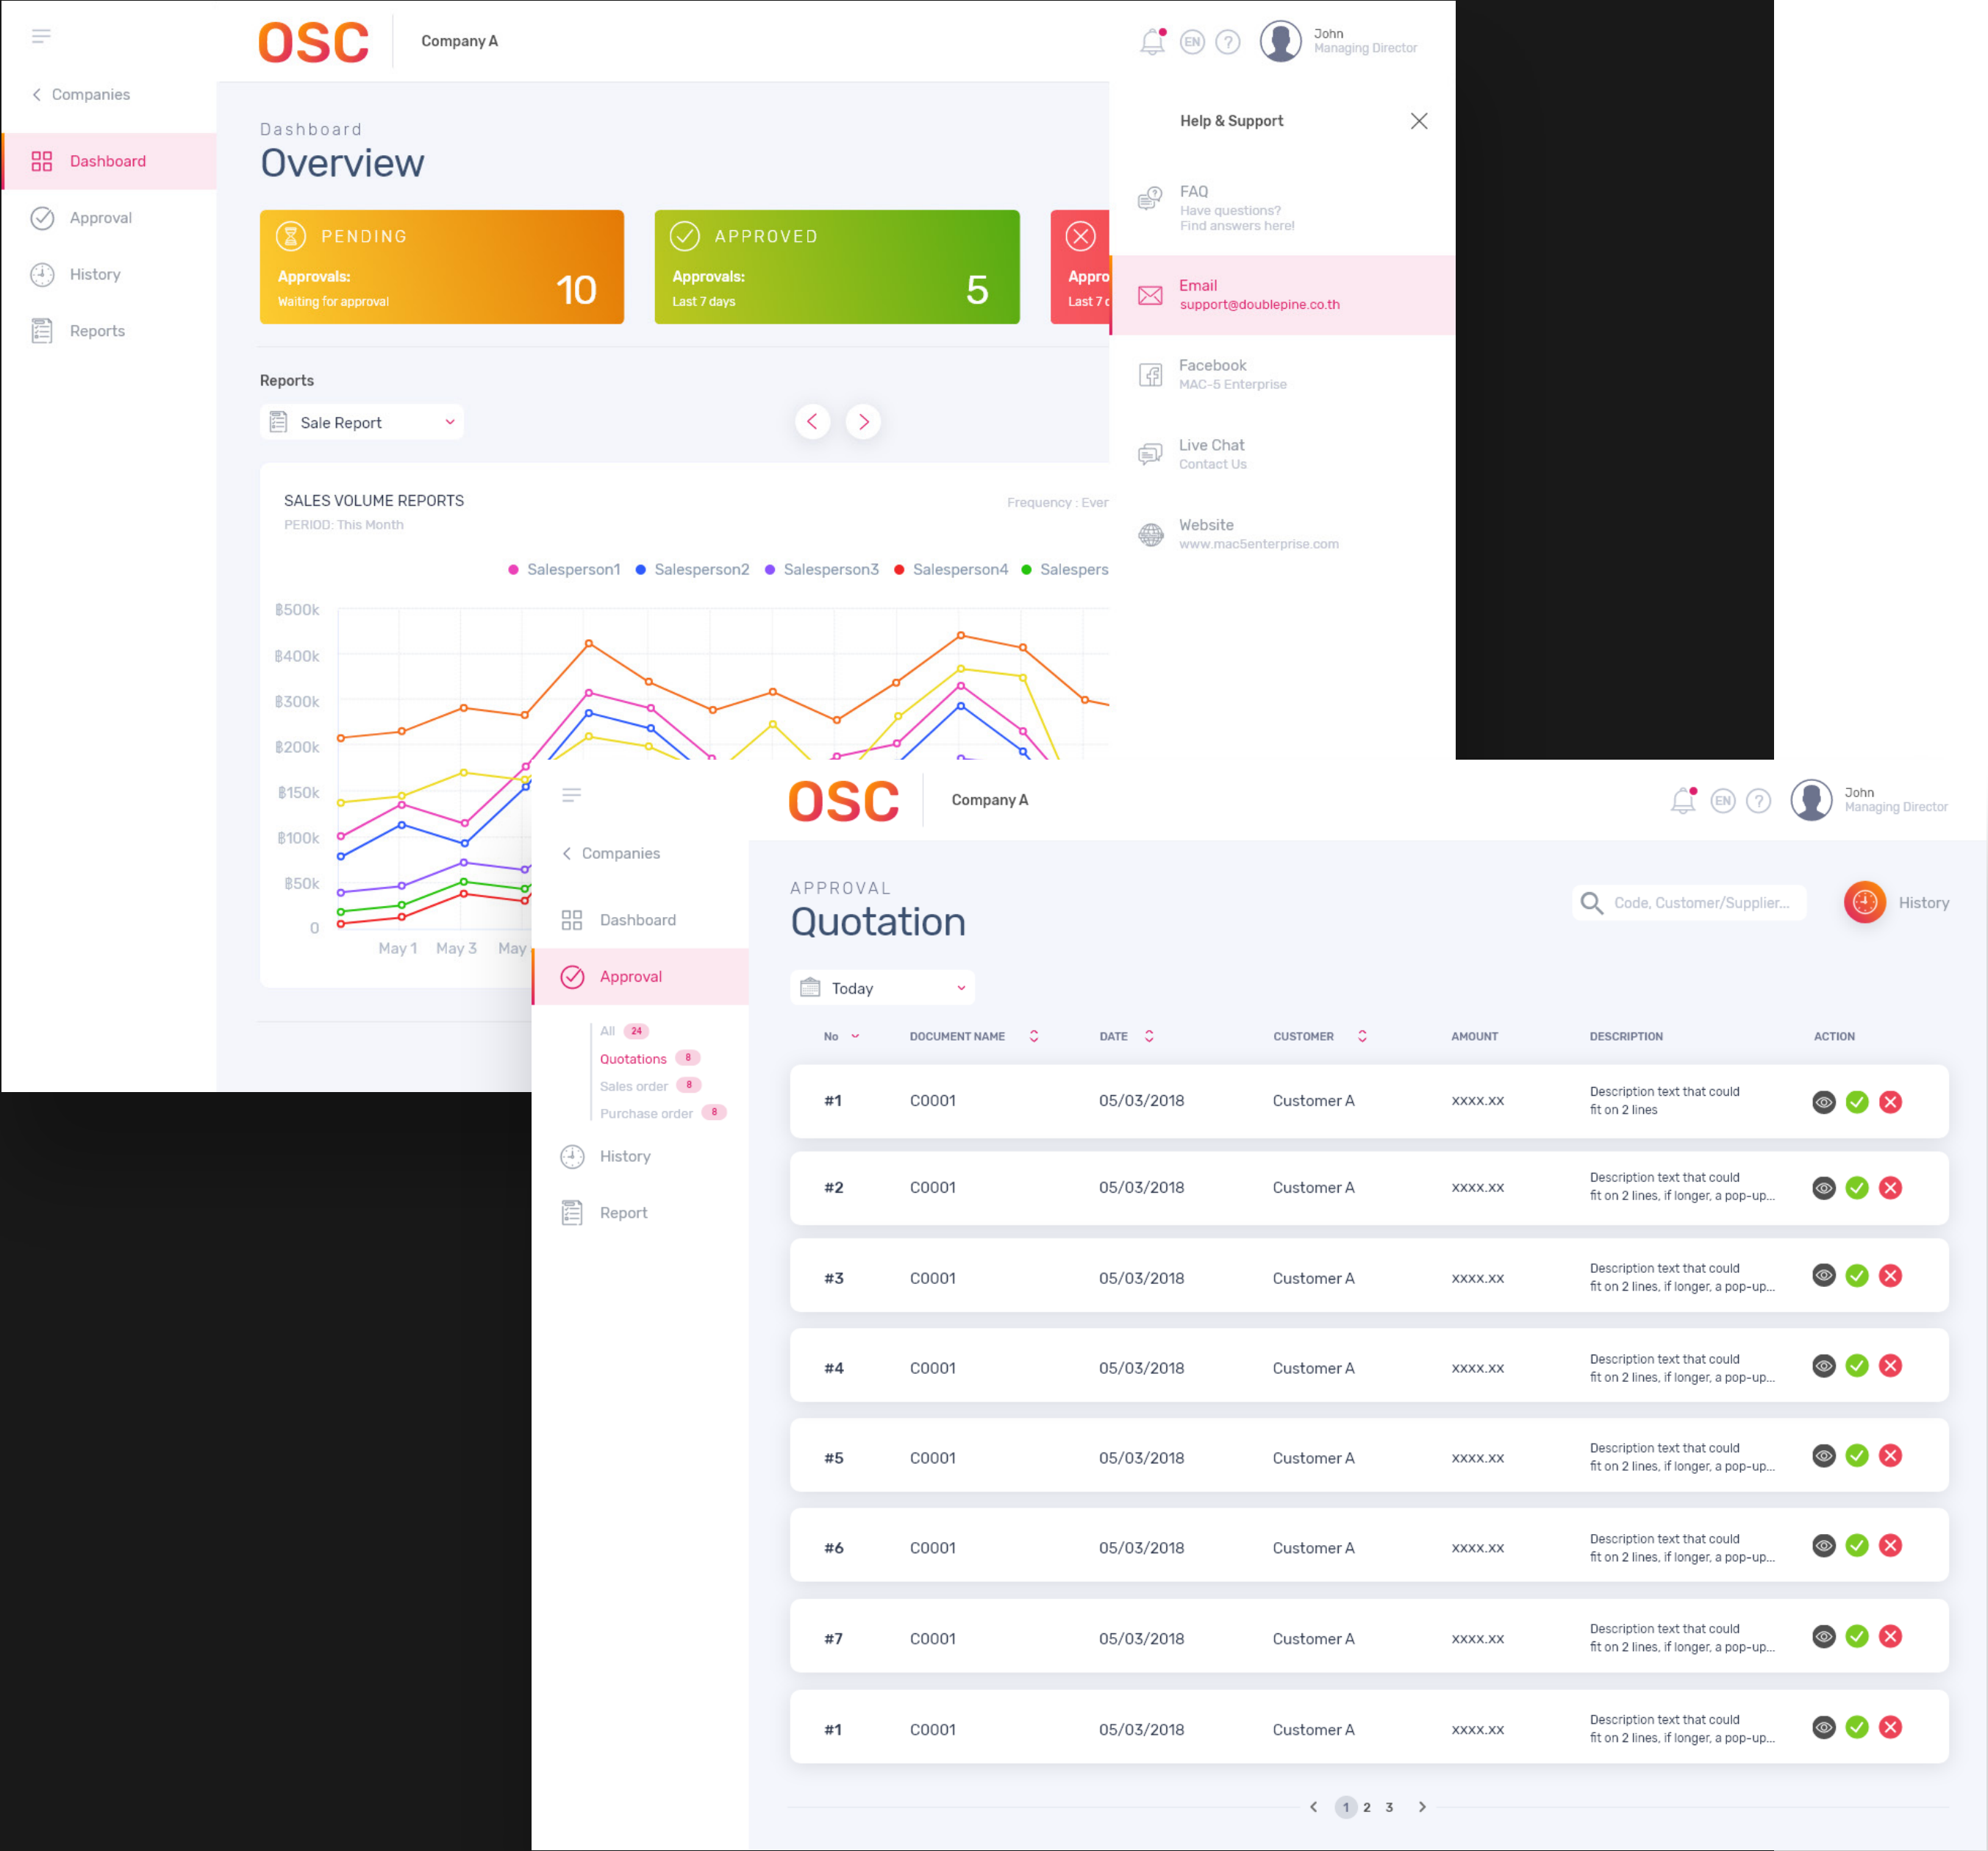 OSC
Company A
EN
?
John
Managing Director
Companies
Dashboard
Approval
History
Reports
Dashboard
Overview
PENDING
Approvals:
Waiting for approval
10
APPROVED
Approvals:
Last 7 days
5
Appro
Last 7
Reports
Sale Report
SALES VOLUME REPORTS
PERIOD: This Month
Frequency : Ever
Salesperson1
Salesperson2
Salesperson3
Salesperson4
Salespers
฿500k
฿400k
฿300k
฿200k
฿150k
฿100k
฿50k
0
May 1
May 3
May
Help & Support
FAQ
Have questions?
Find answers here!
Email
support@doublepine.co.th
Facebook
MAC-5 Enterprise
Live Chat
Contact Us
Website
www.mac5enterprise.com
OSC
Company A
EN
?
John
Managing Director
Companies
Dashboard
Approval
All 24
Quotations 8
Sales order 8
Purchase order 8
History
Report
APPROVAL
Quotation
Code, Customer/Supplier...
History
Today
No DOCUMENT NAME DATE CUSTOMER AMOUNT DESCRIPTION ACTION
#1 C0001 05/03/2018 Customer A xxxx.xx Description text that could
fit on 2 lines
#2 C0001 05/03/2018 Customer A xxxx.xx Description text that could
fit on 2 lines, if longer, a pop-up...
#3 C0001 05/03/2018 Customer A xxxx.xx Description text that could
fit on 2 lines, if longer, a pop-up...
#4 C0001 05/03/2018 Customer A xxxx.xx Description text that could
fit on 2 lines, if longer, a pop-up...
#5 C0001 05/03/2018 Customer A xxxx.xx Description text that could
fit on 2 lines, if longer, a pop-up...
#6 C0001 05/03/2018 Customer A xxxx.xx Description text that could
fit on 2 lines, if longer, a pop-up...
#7 C0001 05/03/2018 Customer A xxxx.xx Description text that could
fit on 2 lines, if longer, a pop-up...
#1 C0001 05/03/2018 Customer A xxxx.xx Description text that could
fit on 2 lines, if longer, a pop-up...
1 2 3